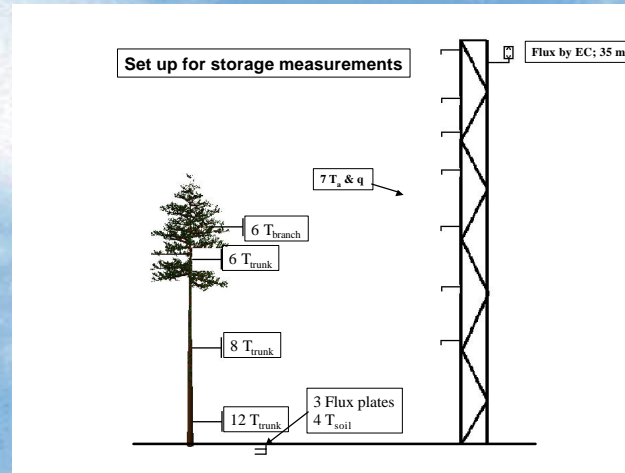 Set up for storage measurements
Flux by EC; 35 m
7 Ta & q
6 Tbranch
6 Ttrunk
8 Ttrunk
12 Ttrunk
3 Flux plates
4 Tsoil